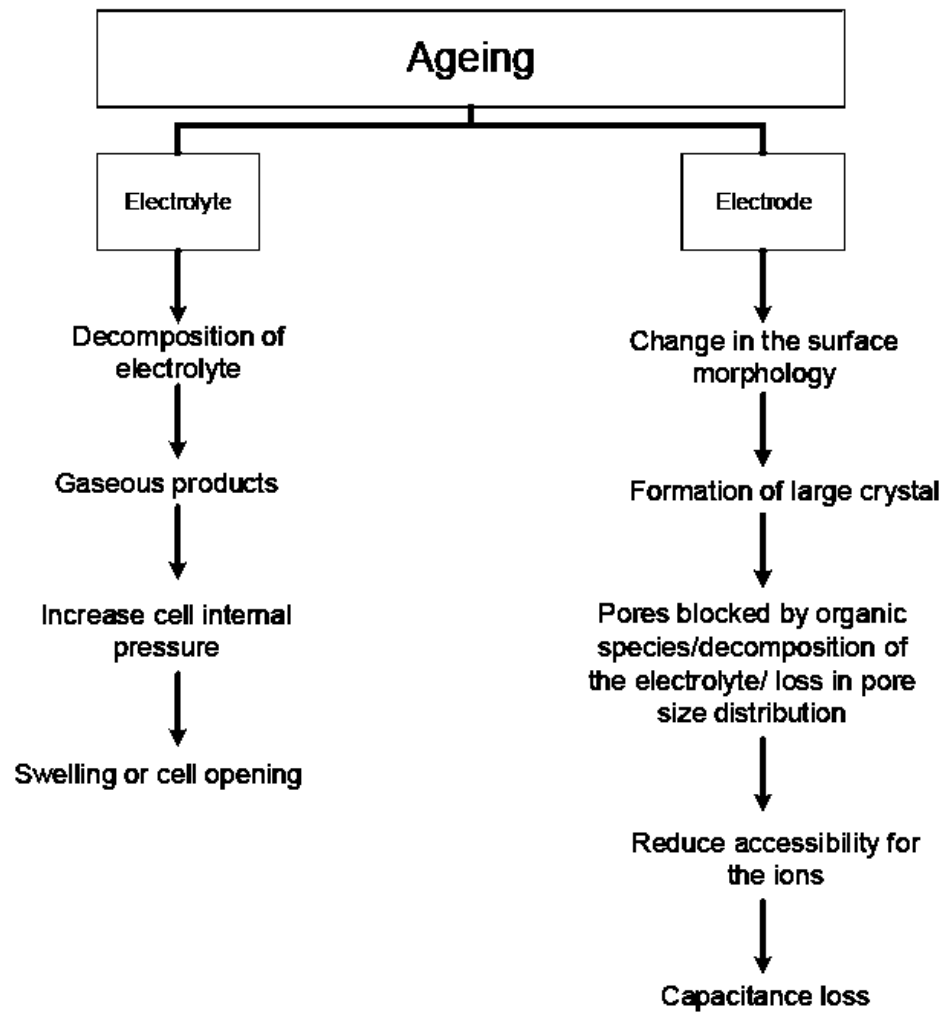 Ageing
Electrolyte
Decomposition of
electrolyte
Gaseous products
Increase cell internal
pressure
Swelling or cell opening
Electrode
Change in the surface
morphology
Formation of large crystal
Pores blocked by organic
species/decomposition of
the electrolyte/ loss in pore
size distribution
Reduce accessibility for
the ions
Capacitance loss